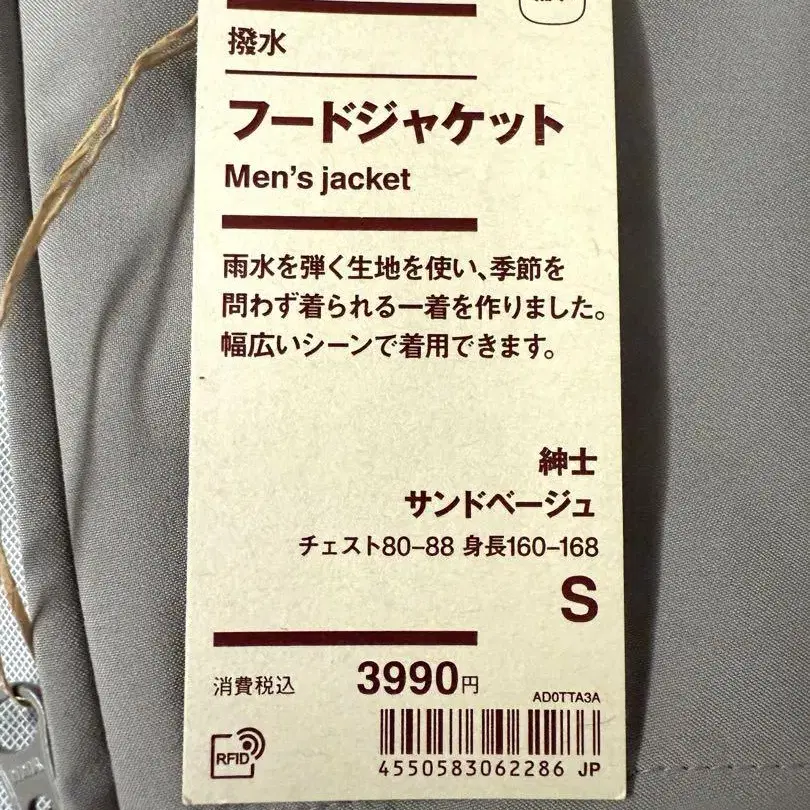 撥水
フードジャケット
Men's jacket
雨水を弾く生地を使い、季節を
問わず着られる一着を作りました。
幅広いシーンで着用できます。
紳士
サンドベージュ
チェスト80–88 身長160–168
S
消費税込 3990円
AD0TTA3A
RFID
4550583062286 JP